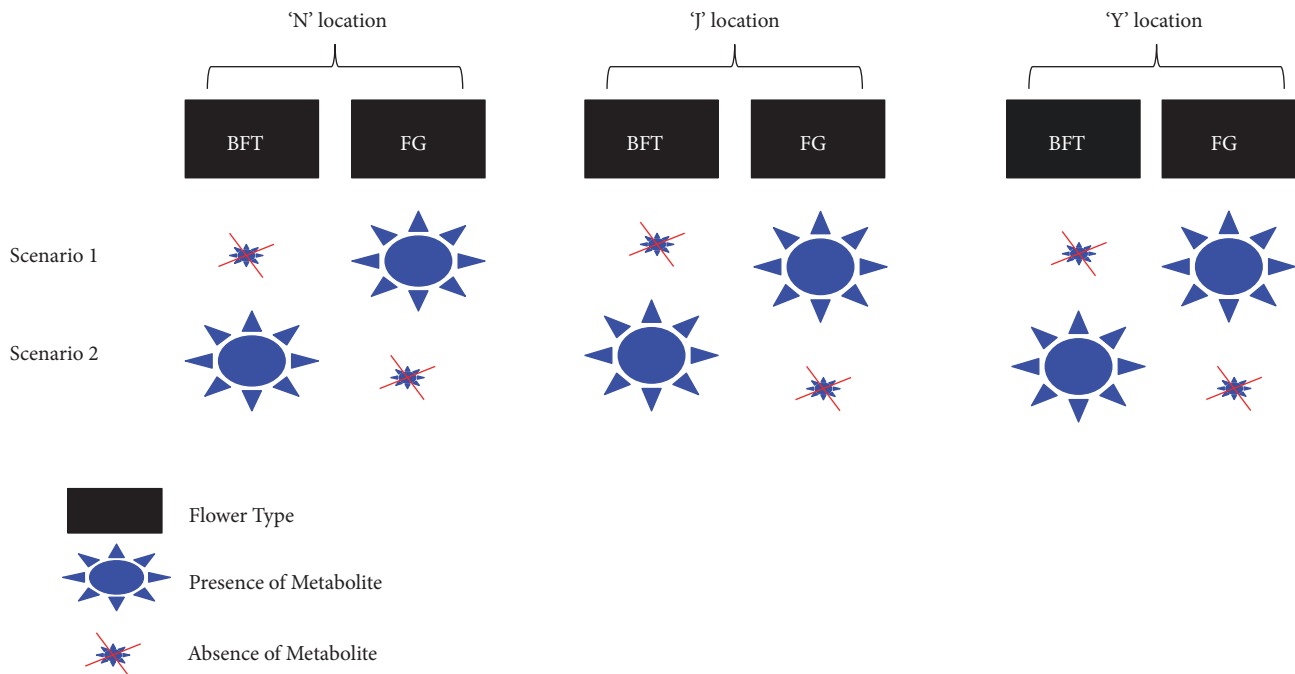 ‘N’ location
‘J’ location
‘Y’ location
BFT
FG
BFT
FG
BFT
FG
Scenario 1
Scenario 2
Flower Type
Presence of Metabolite
Absence of Metabolite